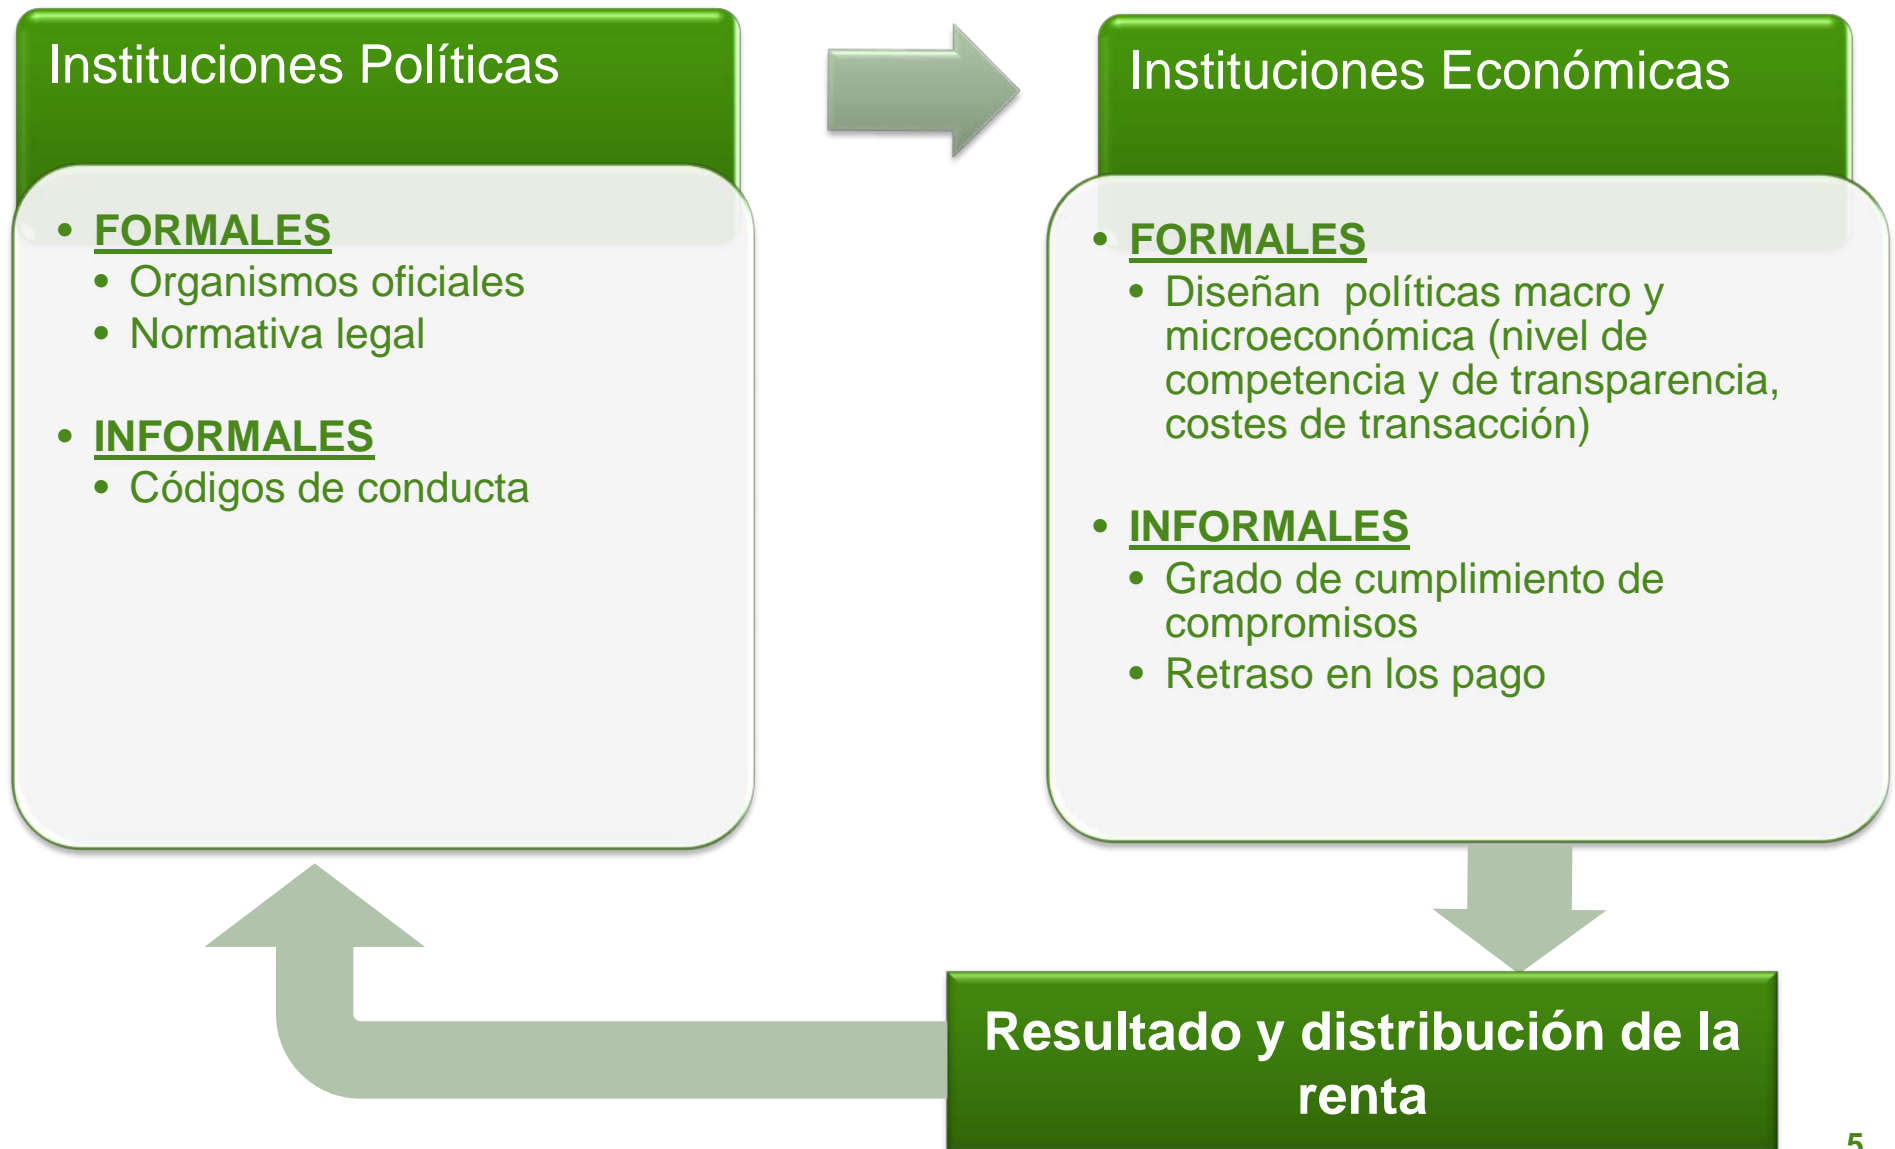 Instituciones Políticas
• FORMALES
• Organismos oficiales
• Normativa legal
• INFORMALES
• Códigos de conducta
Instituciones Económicas
• FORMALES
• Diseñan políticas macro y
microeconómica (nivel de
competencia y de transparencia,
costes de transacción)
• INFORMALES
• Grado de cumplimiento de
compromisos
• Retraso en los pago
Resultado y distribución de la
renta
5